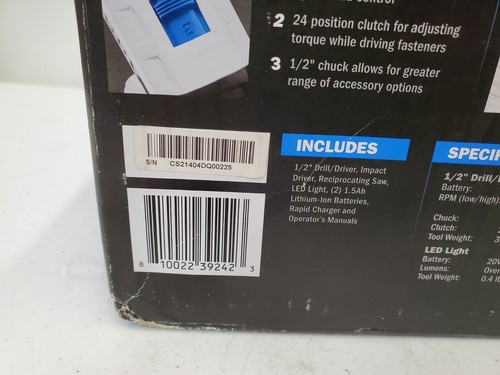 control
2 24 position clutch for adjusting
torque while driving fasteners
3 1/2" chuck allows for greater
range of accessory options
S/N CS21404DQ00225
8 10022 39242 3
INCLUDES
1/2" Drill/Driver, Impact
Driver, Reciprocating Saw,
LED Light, (2) 1.5Ah
Lithium-Ion Batteries,
Rapid Charger and
Operator's Manuals
SPECIF
1/2" Drill/
Battery:
RPM (low/high)
Chuck:
Clutch:
Tool Weight:
LED Light
Battery: 20V
Lumens: Over
Tool Weight: 0.4 lb